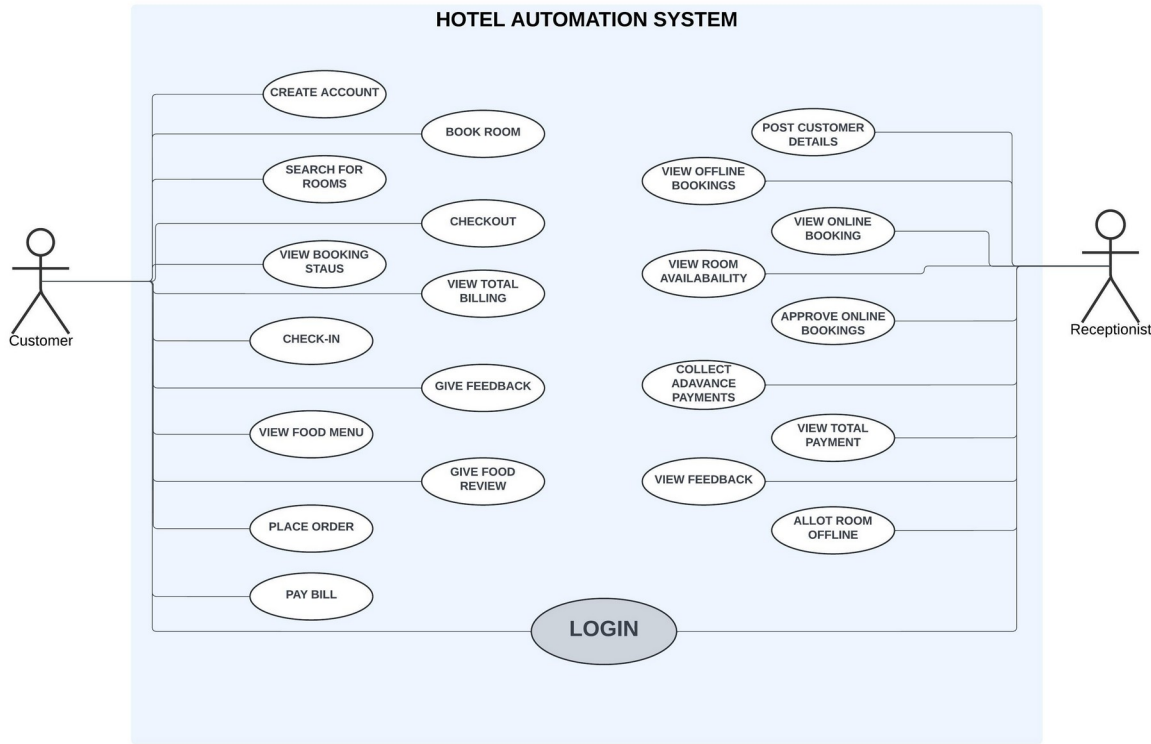 HOTEL AUTOMATION SYSTEM
CREATE ACCOUNT
BOOK ROOM
SEARCH FOR
ROOMS
CHECKOUT
VIEW BOOKING
STAUS
VIEW TOTAL
BILLING
CHECK-IN
GIVE FEEDBACK
VIEW FOOD MENU
GIVE FOOD
REVIEW
PLACE ORDER
PAY BILL
Customer
POST CUSTOMER
DETAILS
VIEW OFFLINE
BOOKINGS
VIEW ONLINE
BOOKING
VIEW ROOM
AVAILABAILITY
APPROVE ONLINE
BOOKINGS
COLLECT
ADAVANCE
PAYMENTS
VIEW TOTAL
PAYMENT
VIEW FEEDBACK
ALLOT ROOM
OFFLINE
Receptionist
LOGIN